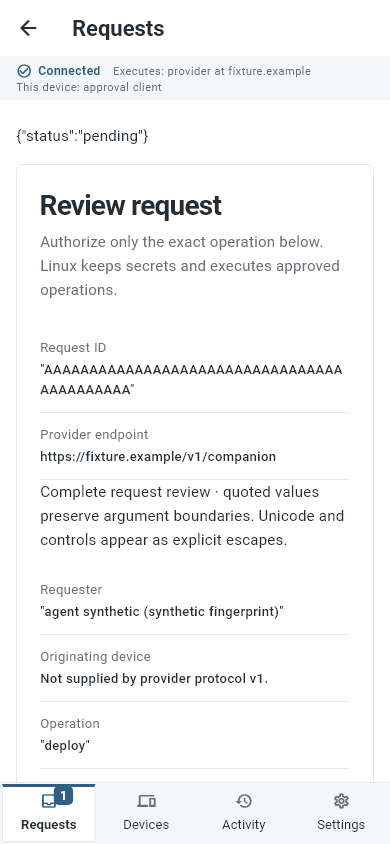 Requests
Connected Executes: provider at fixture.example
This device: approval client
{"status":"pending"}
Review request
Authorize only the exact operation below.
Linux keeps secrets and executes approved
operations.
Request ID
"AAAAAAAAAAAAAAAAAAAAAAAAAAAAAAAAA
AAAAAAAAAA"
Provider endpoint
https://fixture.example/v1/companion
Complete request review · quoted values
preserve argument boundaries. Unicode and
controls appear as explicit escapes.
Requester
"agent synthetic (synthetic fingerprint)"
Originating device
Not supplied by provider protocol v1.
Operation
"deploy"
1
Requests Devices Activity Settings